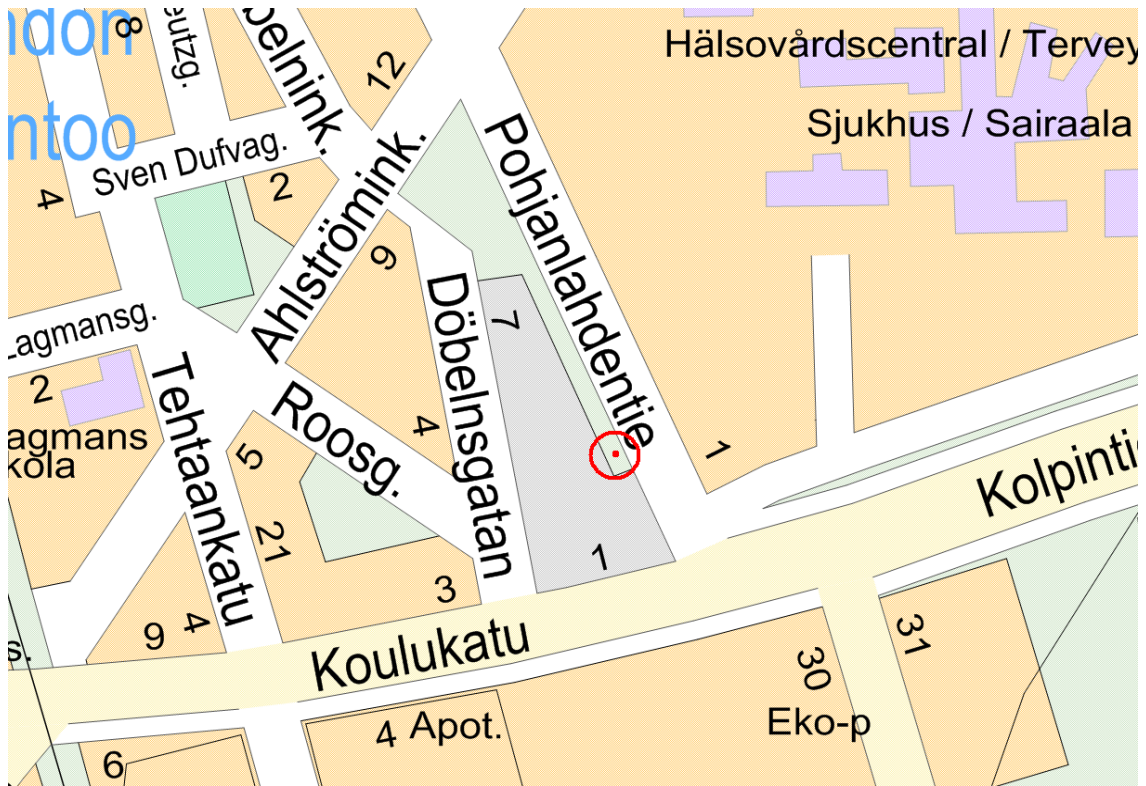 8
12
Hälsovårdscentral / Tervey
Sjukhus / Sairaala
Sven Dufvag.
4
2
Ahlströmink.
Pohjanlahdentie
9
Döbelnsgatan
7
2
Tehtaankatu
Roosg.
4
5
21
1
Kolpintie
1
3
9
4
Koulukatu
31
30
4 Apot.
Eko-p
6